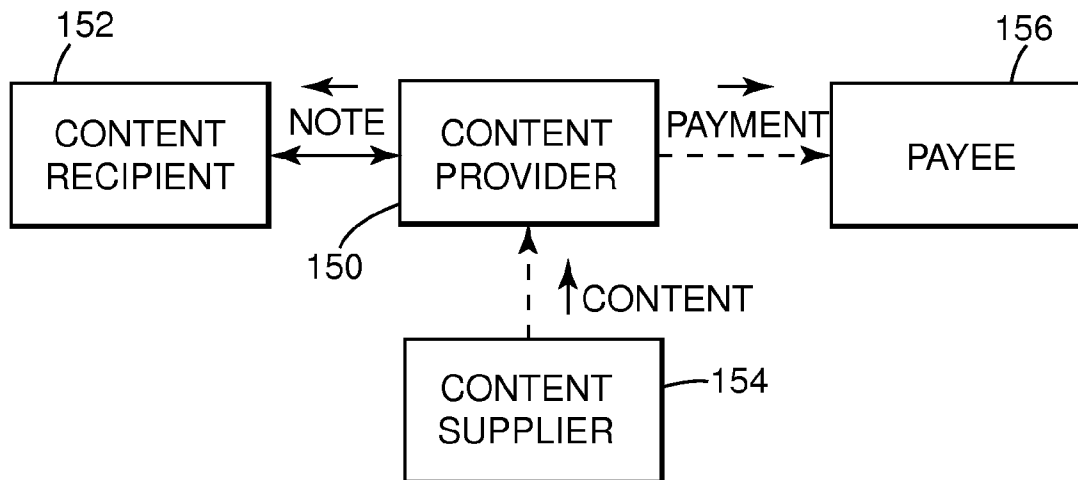 152
156
CONTENT
RECIPIENT
NOTE
CONTENT
PROVIDER
PAYMENT
PAYEE
150
CONTENT
CONTENT
SUPPLIER
154